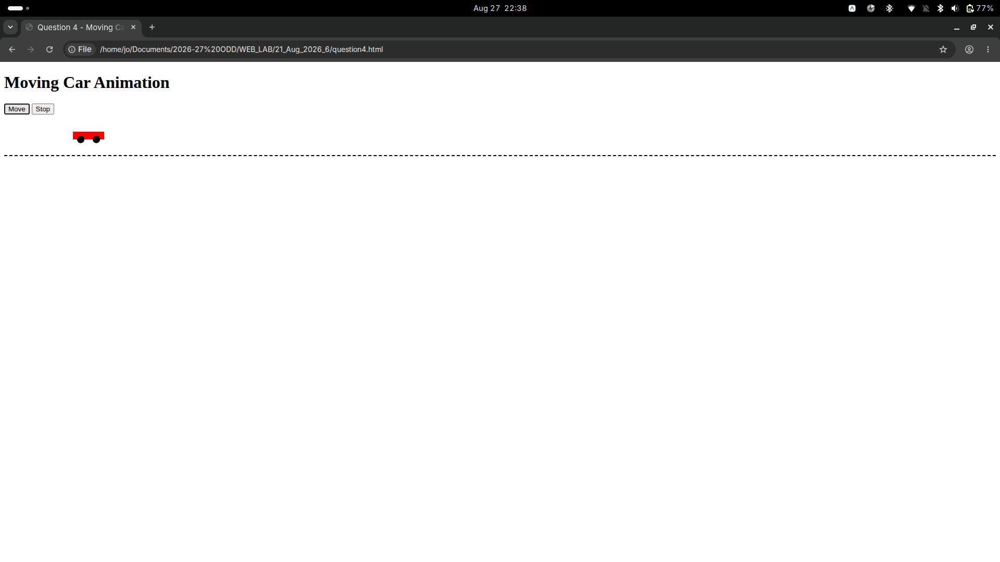 Aug 27 22:38
77%
Question 4 - Moving Ca
File /home/jo/Documents/2026-27%20ODD/WEB_LAB/21_Aug_2026_6/question4.html
Moving Car Animation
Move Stop